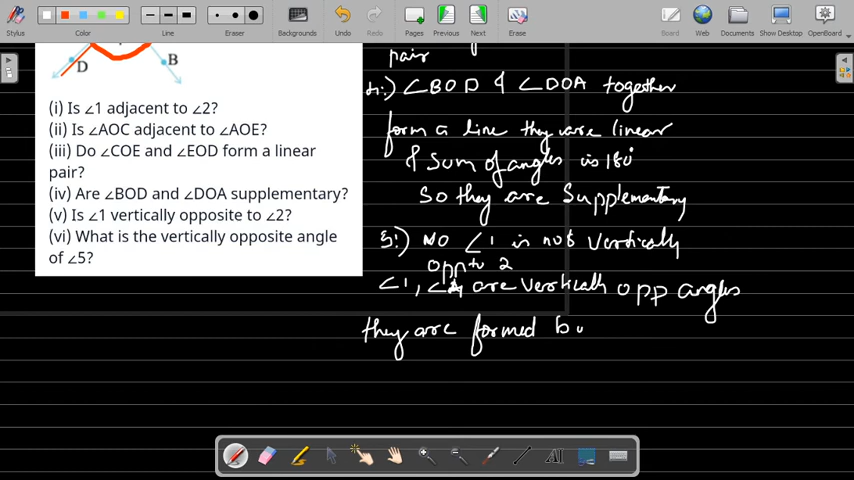 Stylus
Color
Line
Eraser
Backgrounds
Undo
Redo
Pages
Previous
Next
Erase
Board
Web
Documents
Show Desktop
OpenBoard
D
B
(i) Is ∠1 adjacent to ∠2?
(ii) Is ∠AOC adjacent to ∠AOE?
(iii) Do ∠COE and ∠EOD form a linear
pair?
(iv) Are ∠BOD and ∠DOA supplementary?
(v) Is ∠1 vertically opposite to ∠2?
(vi) What is the vertically opposite angle
of ∠5?
pair
∠BOD & ∠DOA together
form a line they are linear
& Sum of angles is 180°
So they are Supplementary
5:) No ∠1 is not vertically
opp to 2
∠1, ∠4 are vertically opp angles
they are formed